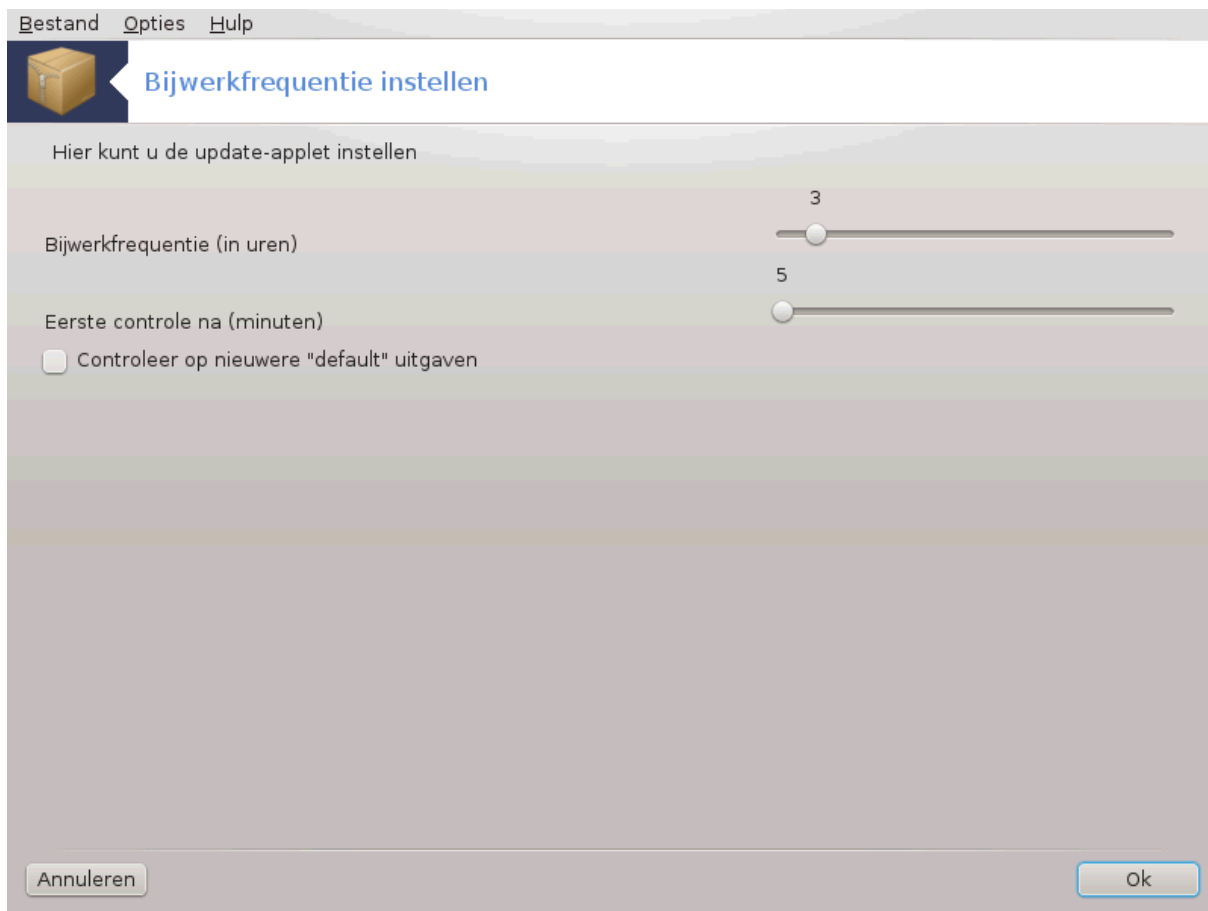 Bestand Opties Hulp
Bijwerkfrequentie instellen
Hier kunt u de update-applet instellen
3
Bijwerkfrequentie (in uren)
5
Eerste controle na (minuten)
Controleer op nieuwere "default" uitgaven
Annuleren Ok